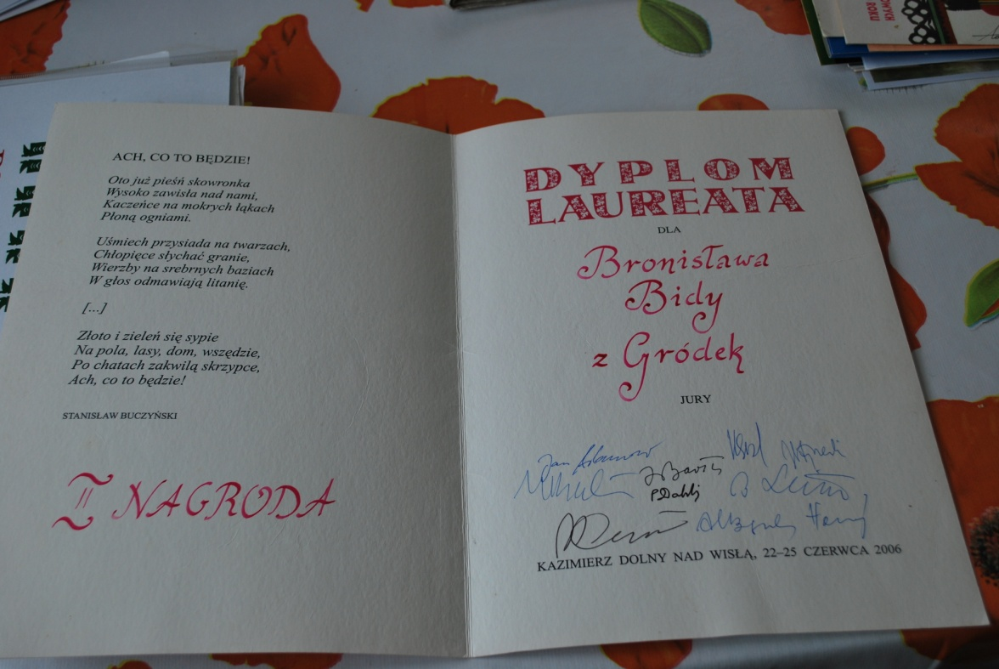 ACH, CO TO BĘDZIE!
Oto już pieśń skowronka
Wysoko zawisła nad nami,
Kaczeńce na mokrych łąkach
Płoną ogniami.
Uśmiech przysiada na twarzach,
Chłopięce słychać granie,
Wierzby na srebrnych baziach
W głos odmawiają litanię.
[...]
Złoto i zieleń się sypie
Na pola, lasy, dom, wszędzie,
Po chatach zakwilą skrzypce,
Ach, co to będzie!
STANISŁAW BUCZYŃSKI
II NAGRODA
DYPLOM
LAUREATA
DLA
Bronisława
Bidy
z Gródek
JURY
KAZIMIERZ DOLNY NAD WISŁĄ, 22–25 CZERWCA 2006
ROKU